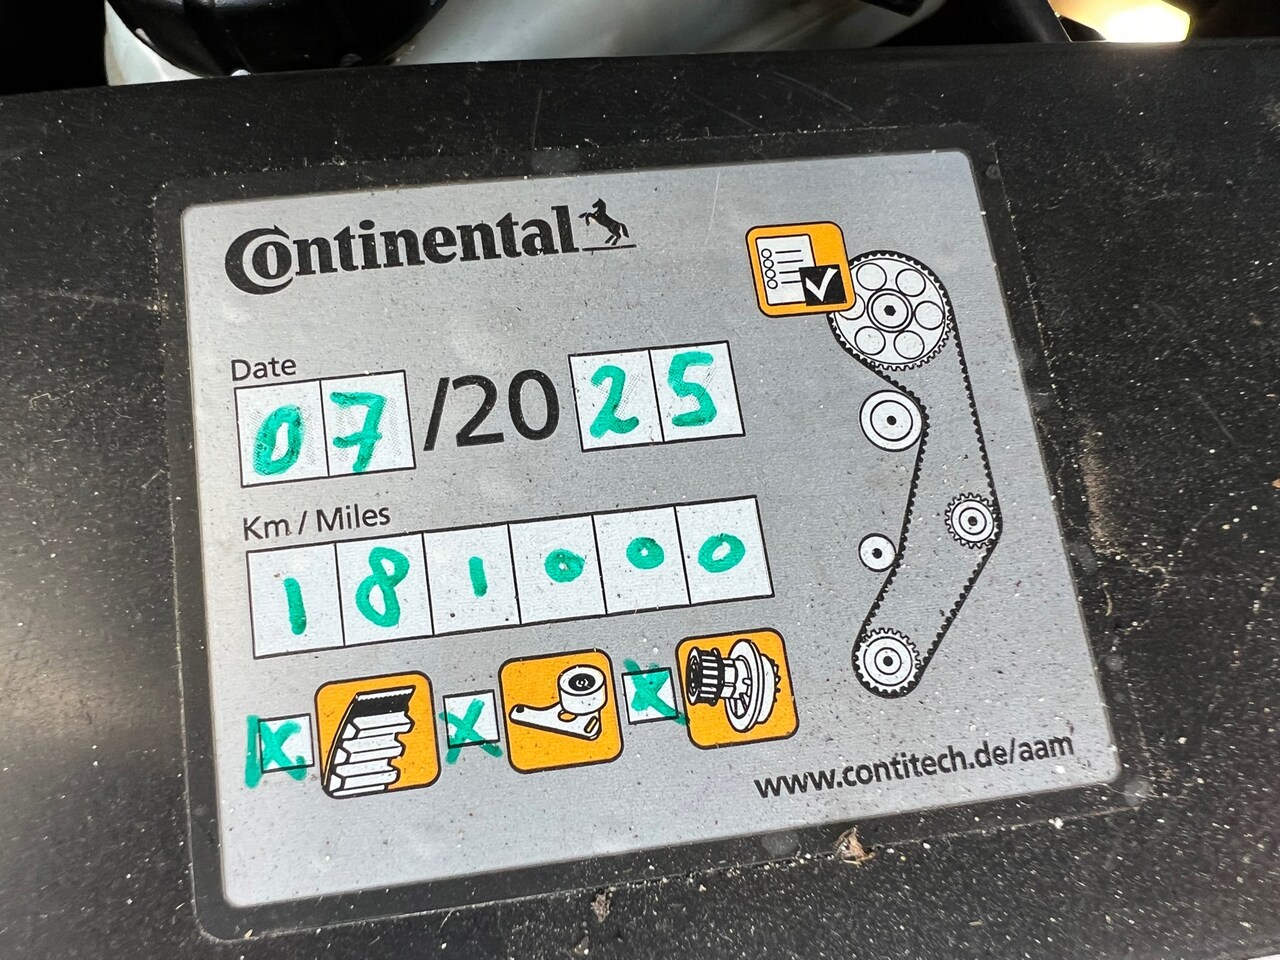 Continental
Date
07/2025
Km / Miles
181000
X X X
www.contitech.de/aam